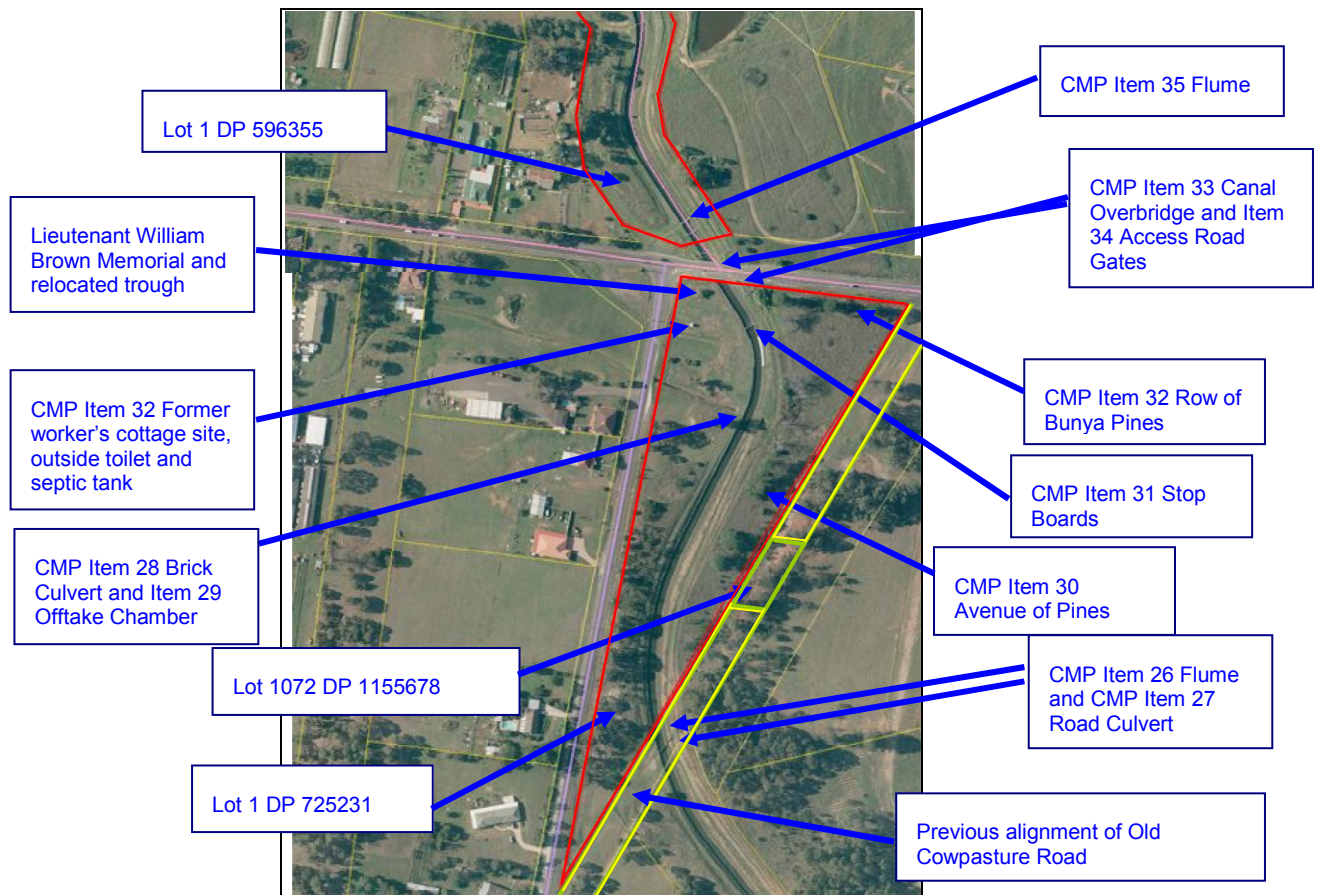 Lot 1 DP 596355
Lieutenant William
Brown Memorial and
relocated trough
CMP Item 32 Former
worker's cottage site,
outside toilet and
septic tank
CMP Item 28 Brick
Culvert and Item 29
Offtake Chamber
Lot 1072 DP 1155678
Lot 1 DP 725231
CMP Item 35 Flume
CMP Item 33 Canal
Overbridge and Item
34 Access Road
Gates
CMP Item 32 Row of
Bunya Pines
CMP Item 31 Stop
Boards
CMP Item 30
Avenue of Pines
CMP Item 26 Flume
and CMP Item 27
Road Culvert
Previous alignment of Old
Cowpasture Road